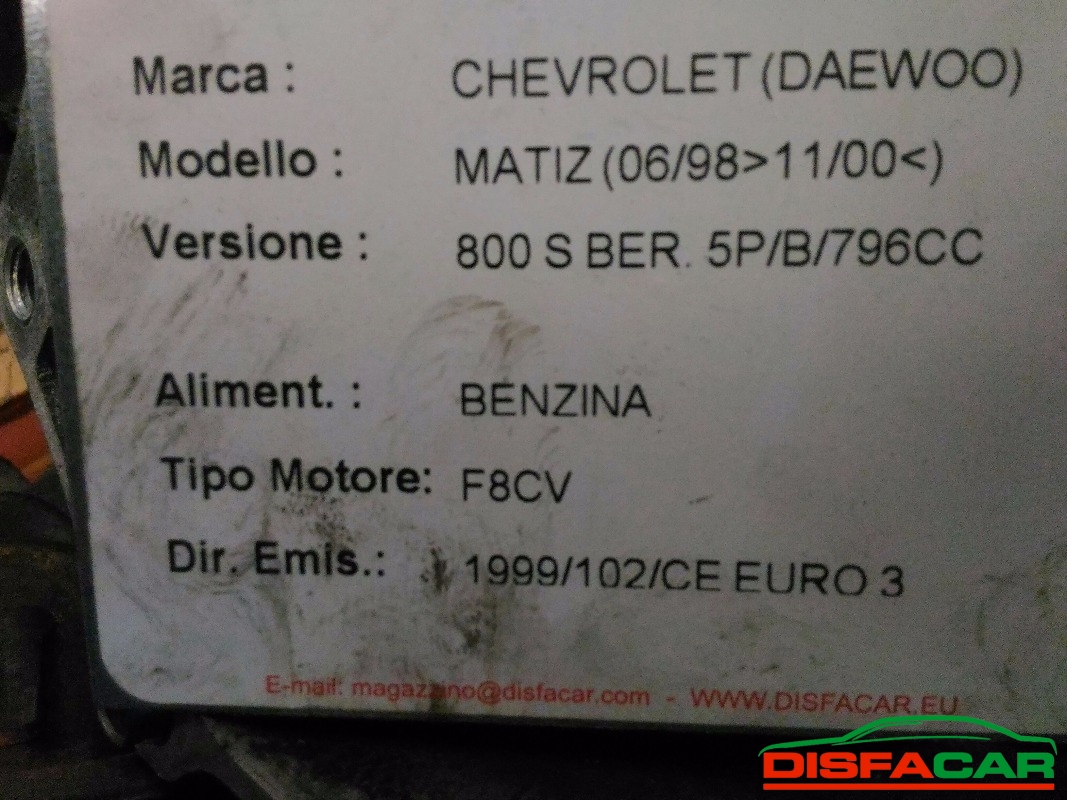 Marca : CHEVROLET (DAEWOO)
Modello : MATIZ (06/98>11/00<)
Versione : 800 S BER. 5P/B/796CC
Aliment. : BENZINA
Tipo Motore: F8CV
Dir. Emis.: 1999/102/CE EURO 3
E-mail: magazzino@disfacar.com - WWW.DISFACAR.EU
DISFACAR